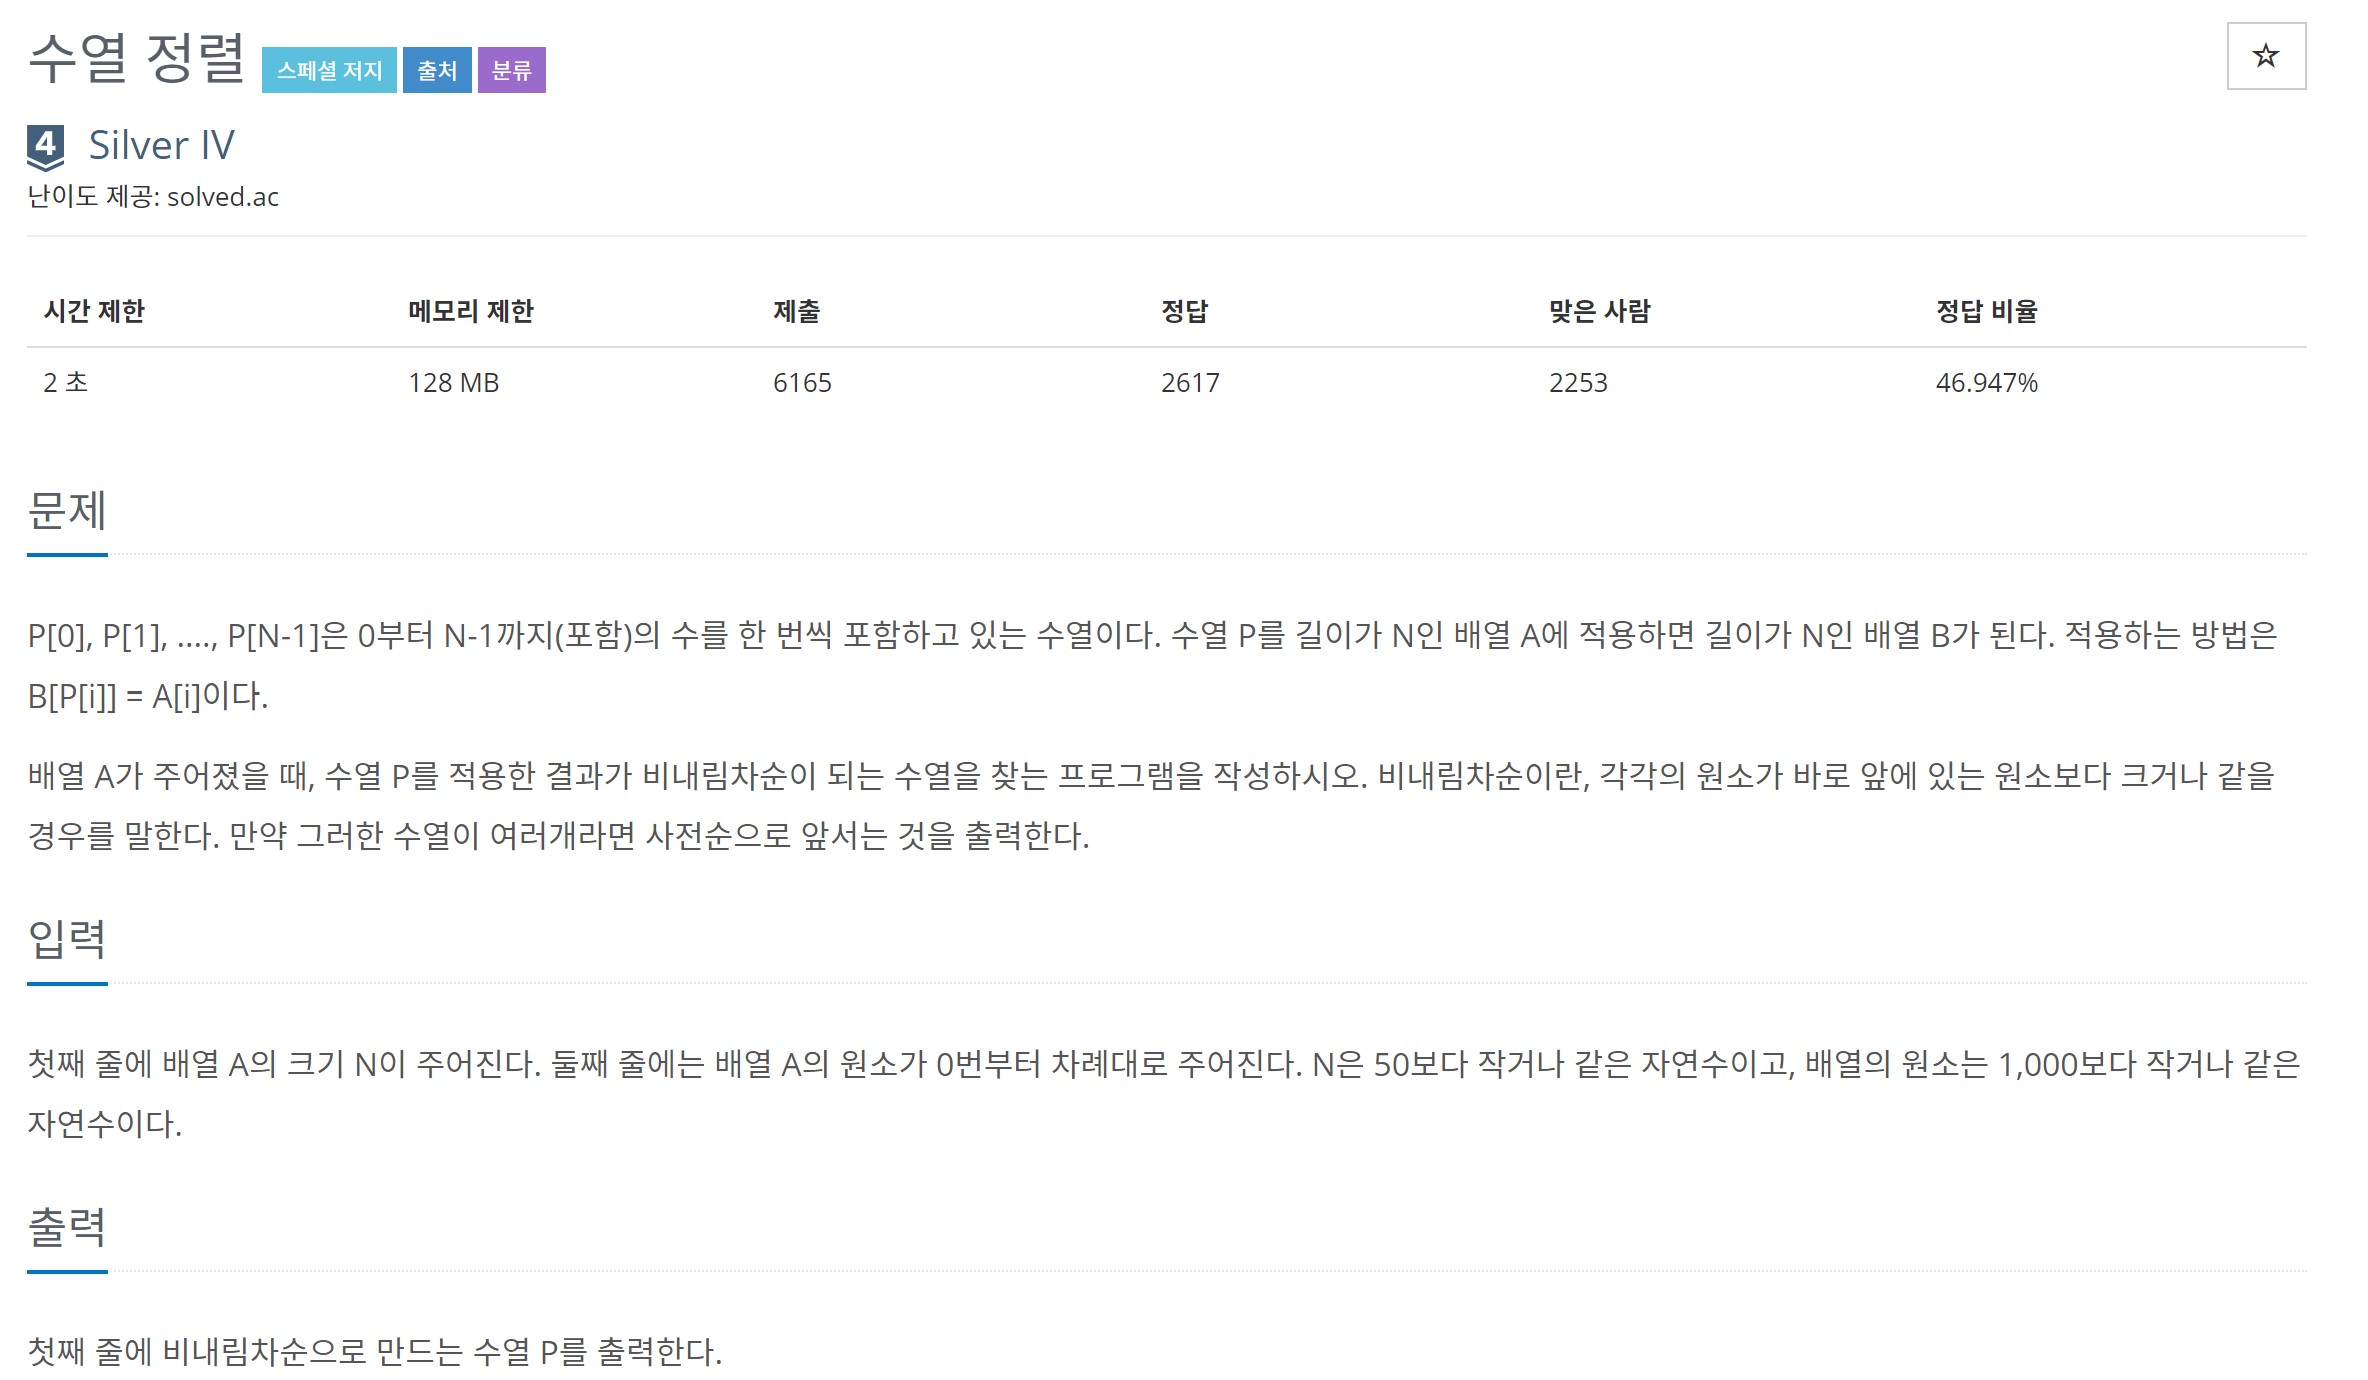 수열 정렬 스페셜 저지 출처 분류
☆
4 Silver IV
난이도 제공: solved.ac
시간 제한 메모리 제한 제출 정답 맞은 사람 정답 비율
2 초 128 MB 6165 2617 2253 46.947%
문제
P[0], P[1], ...., P[N-1]은 0부터 N-1까지(포함)의 수를 한 번씩 포함하고 있는 수열이다. 수열 P를 길이가 N인 배열 A에 적용하면 길이가 N인 배열 B가 된다. 적용하는 방법은
B[P[i]] = A[i]이다.
배열 A가 주어졌을 때, 수열 P를 적용한 결과가 비내림차순이 되는 수열을 찾는 프로그램을 작성하시오. 비내림차순이란, 각각의 원소가 바로 앞에 있는 원소보다 크거나 같을
경우를 말한다. 만약 그러한 수열이 여러개라면 사전순으로 앞서는 것을 출력한다.
입력
첫째 줄에 배열 A의 크기 N이 주어진다. 둘째 줄에는 배열 A의 원소가 0번부터 차례대로 주어진다. N은 50보다 작거나 같은 자연수이고, 배열의 원소는 1,000보다 작거나 같은
자연수이다.
출력
첫째 줄에 비내림차순으로 만드는 수열 P를 출력한다.